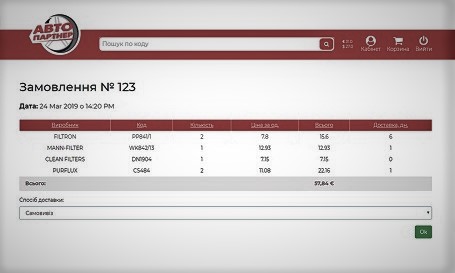 АВТО
ПАРТНЕР
Пошук по коду
Кабінет Корзина Вийти
Замовлення № 123
Дата: 24 Mar 2019 о 14:20 PM
Виробник Код Кількість Ціна за од. Всього Доставка, дн.
FILTRON PP841/1 2 7.8 15.6 6
MANN-FILTER WK842/13 1 12.93 12.93 1
CLEAN FILTERS DN1904 1 7.15 7.15 0
PURFLUX CS484 2 11.08 22.16 1
Всього: 57,84 €
Спосіб доставки:
Самовивіз
Ok